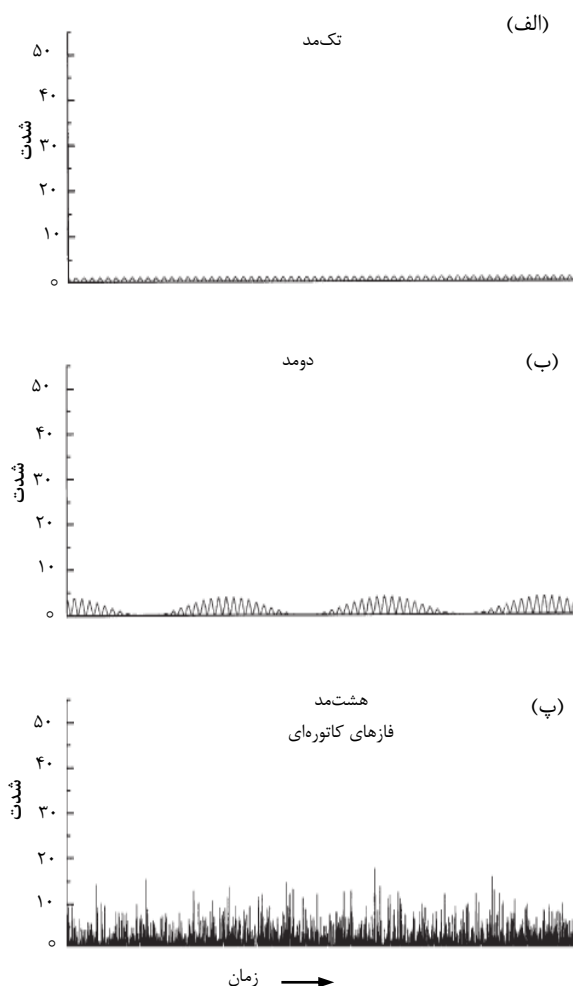 (الف)
تک‌مد
شدت
۵۰
۴۰
۳۰
۲۰
۱۰
۰
(ب)
دومد
شدت
۵۰
۴۰
۳۰
۲۰
۱۰
۰
(پ)
هشت‌مد
فازهای کاتوره‌ای
شدت
۵۰
۴۰
۳۰
۲۰
۱۰
۰
زمان